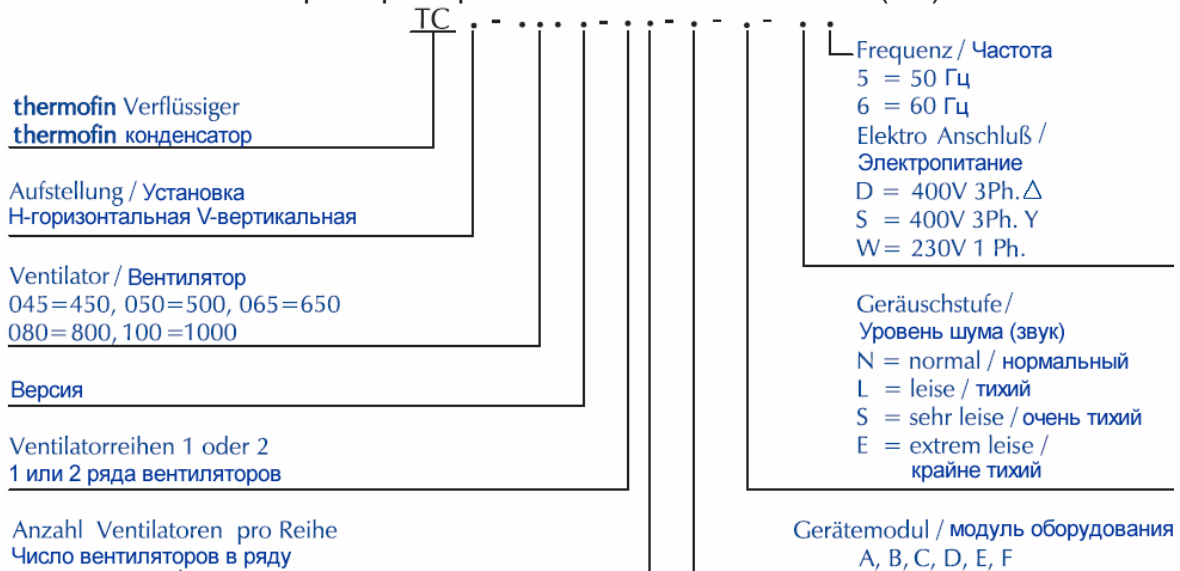 TC . - . . . . - . . - . - . - . .
thermofin Verflüssiger
thermofin конденсатор
Aufstellung / Установка
Н-горизонтальная V-вертикальная
Ventilator / Вентилятор
045=450, 050=500, 065=650
080=800, 100 =1000
Версия
Ventilatorreihen 1 oder 2
1 или 2 ряда вентиляторов
Anzahl Ventilatoren pro Reihe
Число вентиляторов в ряду
Frequenz / Частота
5 = 50 Гц
6 = 60 Гц
Elektro Anschluß /
Электропитание
D = 400V 3Ph. △
S = 400V 3Ph. Y
W = 230V 1 Ph.
Geräuschstufe /
Уровень шума (звук)
N = normal / нормальный
L = leise / тихий
S = sehr leise / очень тихий
E = extrem leise /
крайне тихий
Gerätemodul / модуль оборудования
A, B, C, D, E, F